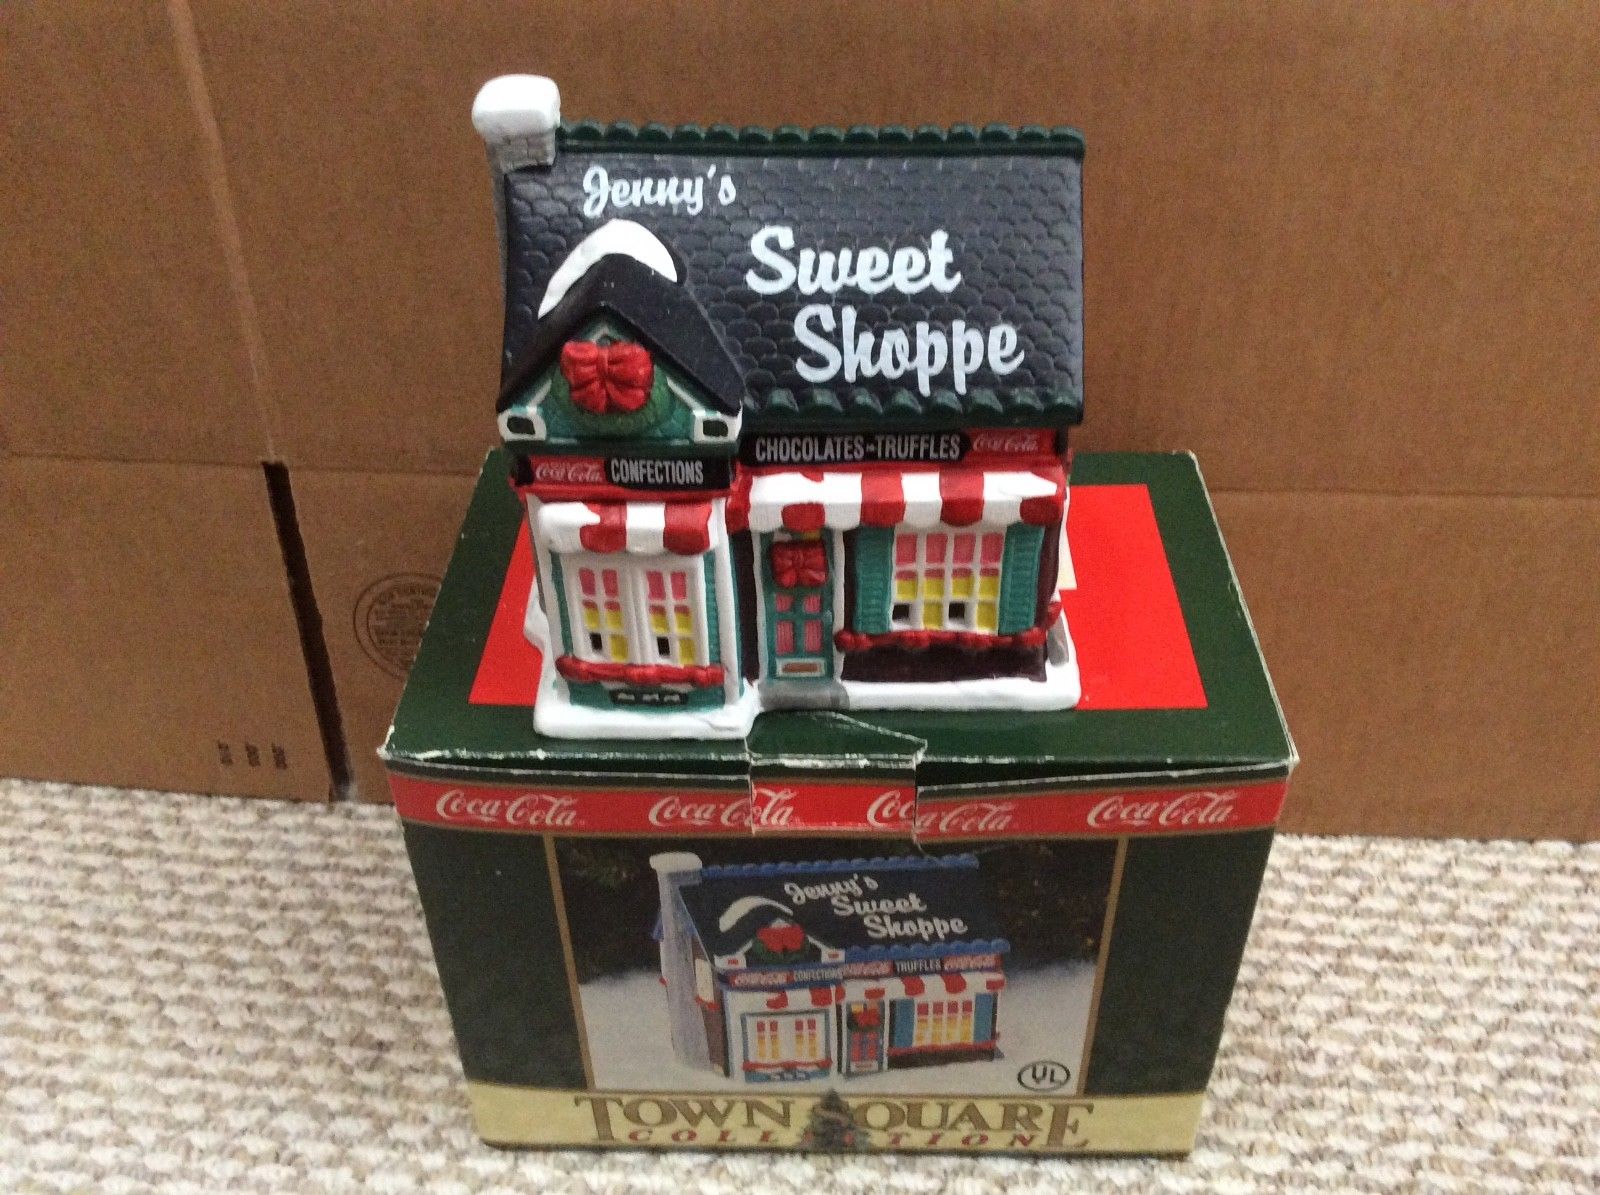 Jenny's
Sweet
Shoppe
CHOCOLATES TRUFFLES Coca-Cola
Coca-Cola CONFECTIONS
Coca-Cola Coca-Cola Coca-Cola Coca-Cola
Jenny's
Sweet
Shoppe
CONFECTIONS TRUFFLES
UL
TOWN SQUARE
COLLECTION